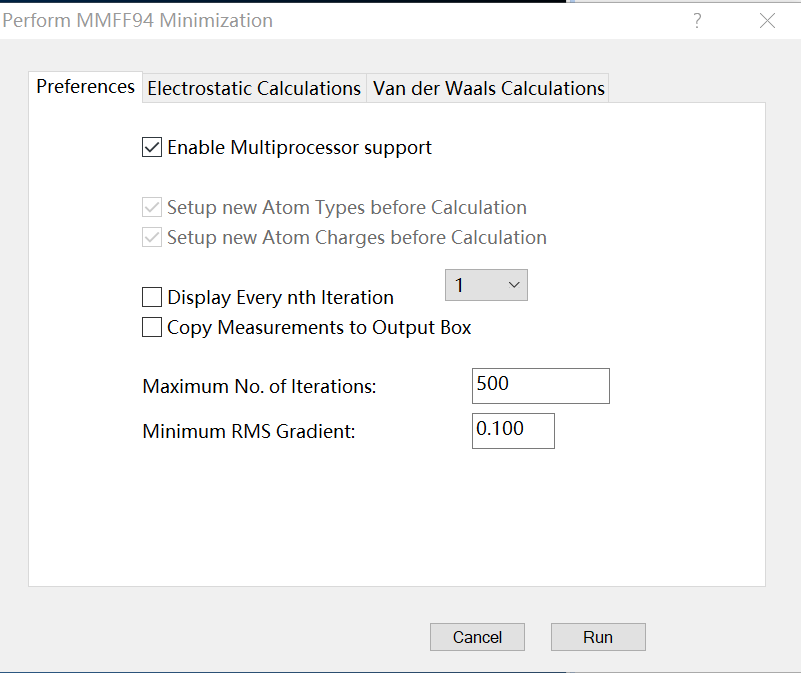 Perform MMFF94 Minimization
?
Preferences Electrostatic Calculations Van der Waals Calculations
Enable Multiprocessor support
Setup new Atom Types before Calculation
Setup new Atom Charges before Calculation
Display Every nth Iteration 1
Copy Measurements to Output Box
Maximum No. of Iterations: 500
Minimum RMS Gradient: 0.100
Cancel Run